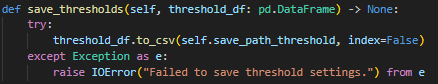 def save_thresholds(self, threshold_df: pd.DataFrame) -> None:
    try:
        threshold_df.to_csv(self.save_path_threshold, index=False)
    except Exception as e:
        raise IOError("Failed to save threshold settings.") from e